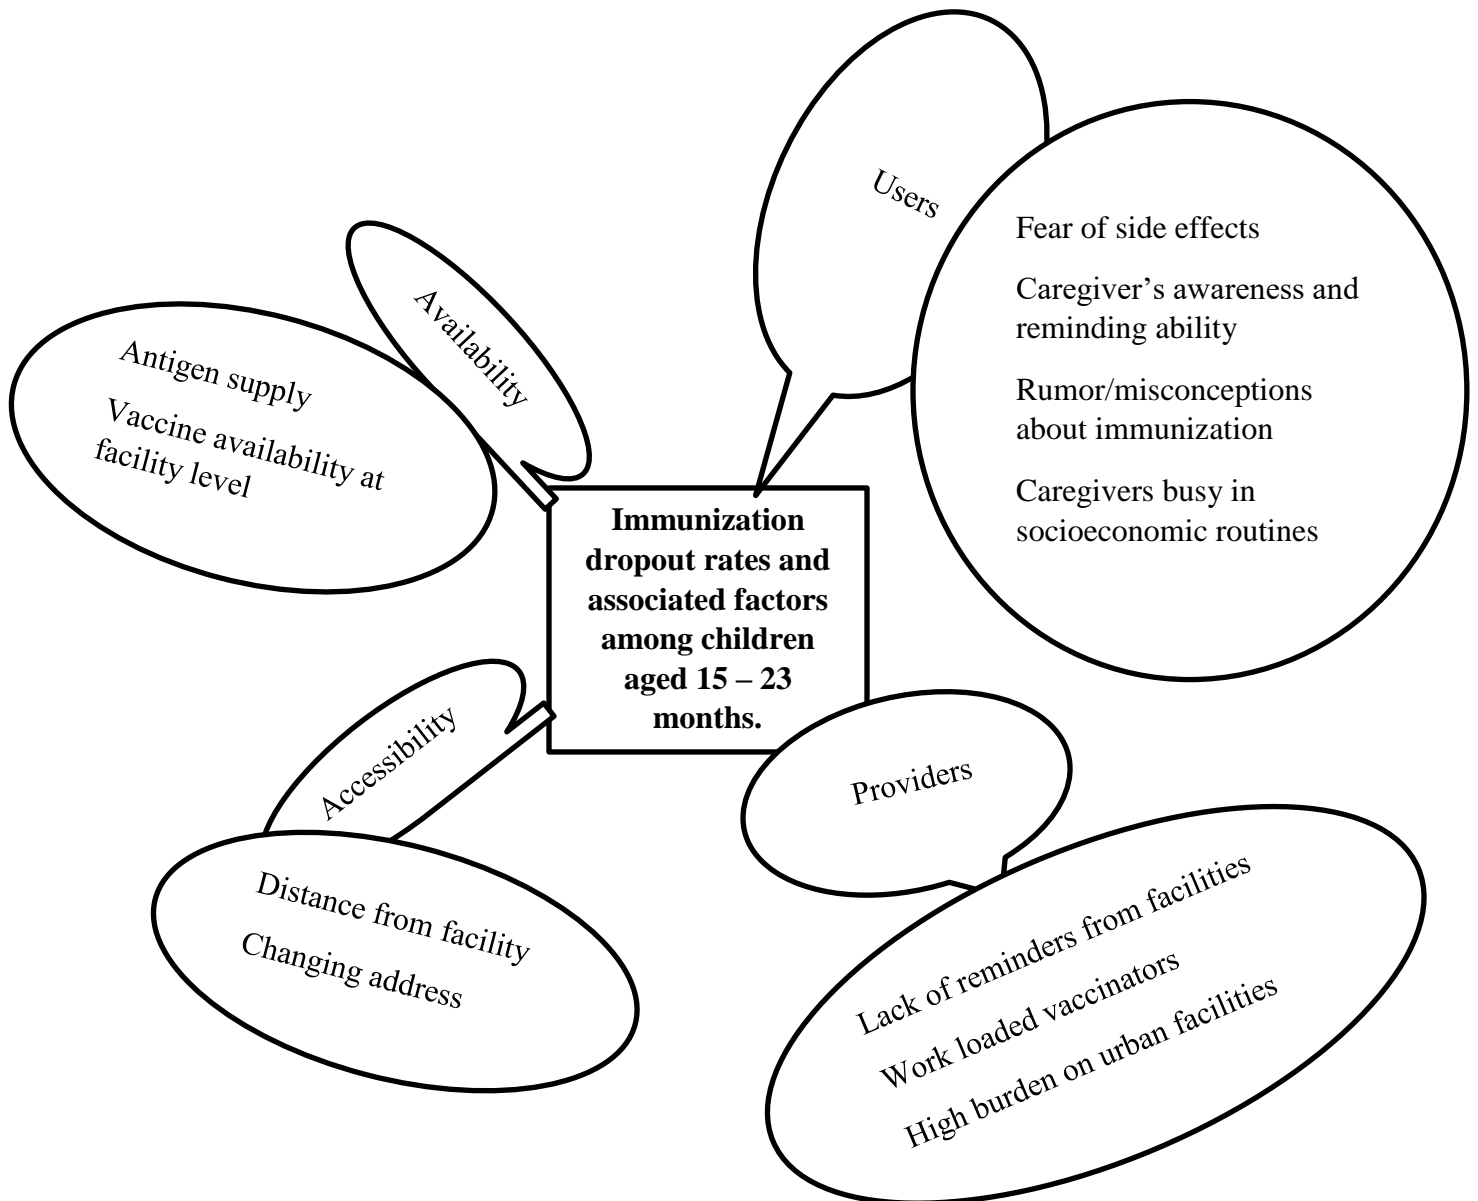 Users
Fear of side effects
Caregiver’s awareness and
reminding ability
Rumor/misconceptions
about immunization
Caregivers busy in
socioeconomic routines
Availability
Antigen supply
Vaccine availability at
facility level
Immunization
dropout rates and
associated factors
among children
aged 15 – 23
months.
Accessibility
Distance from facility
Changing address
Providers
Lack of reminders from facilities
Work loaded vaccinators
High burden on urban facilities